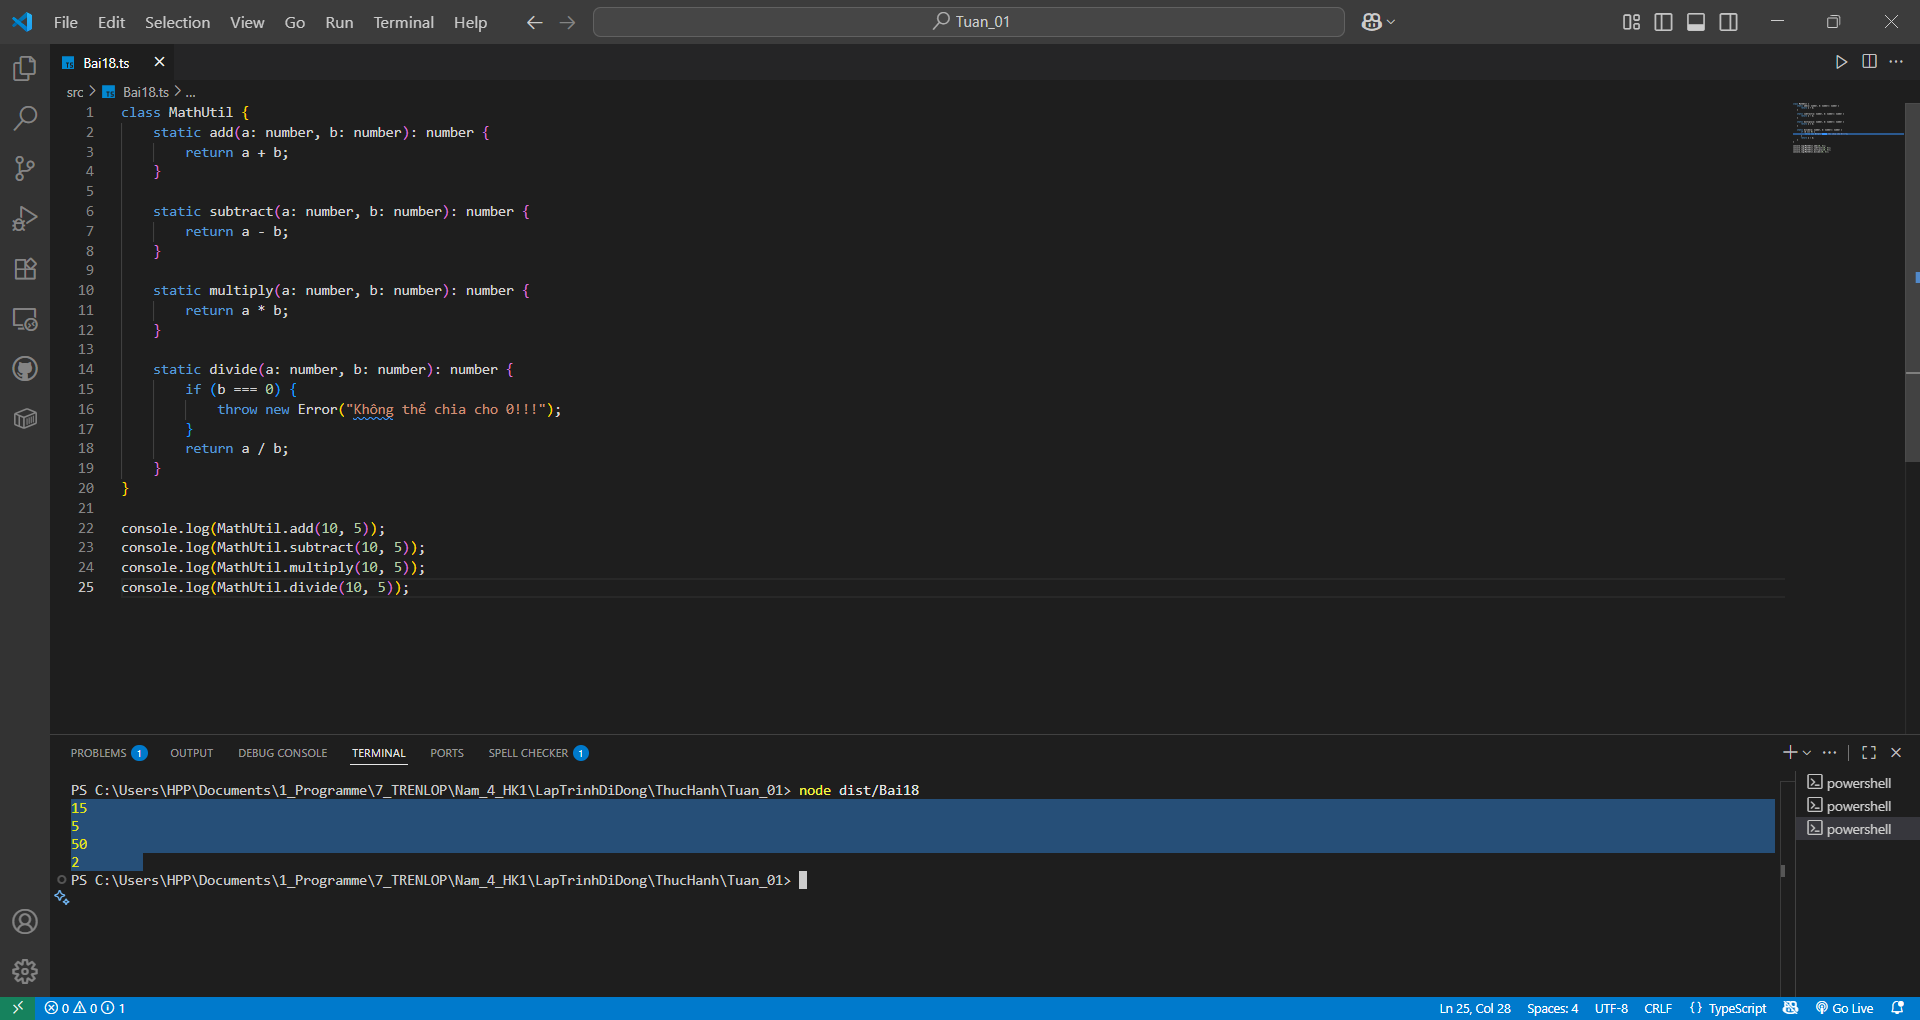 File Edit Selection View Go Run Terminal Help Tuan_01
Bai18.ts
src > Bai18.ts > ...
1 class MathUtil {
2 static add(a: number, b: number): number {
3 return a + b;
4 }
5
6 static subtract(a: number, b: number): number {
7 return a - b;
8 }
9
10 static multiply(a: number, b: number): number {
11 return a * b;
12 }
13
14 static divide(a: number, b: number): number {
15 if (b === 0) {
16 throw new Error("Không thể chia cho 0!!!");
17 }
18 return a / b;
19 }
20 }
21
22 console.log(MathUtil.add(10, 5));
23 console.log(MathUtil.subtract(10, 5));
24 console.log(MathUtil.multiply(10, 5));
25 console.log(MathUtil.divide(10, 5));
PROBLEMS 1 OUTPUT DEBUG CONSOLE TERMINAL PORTS SPELL CHECKER 1
PS C:\Users\HPP\Documents\1_Programme\7_TRENLOP\Nam_4_HK1\LapTrinhDiDong\ThucHanh\Tuan_01> node dist/Bai18
15
5
50
2
PS C:\Users\HPP\Documents\1_Programme\7_TRENLOP\Nam_4_HK1\LapTrinhDiDong\ThucHanh\Tuan_01>
powershell
powershell
powershell
0 0 1 Ln 25, Col 28 Spaces: 4 UTF-8 CRLF {} TypeScript Go Live